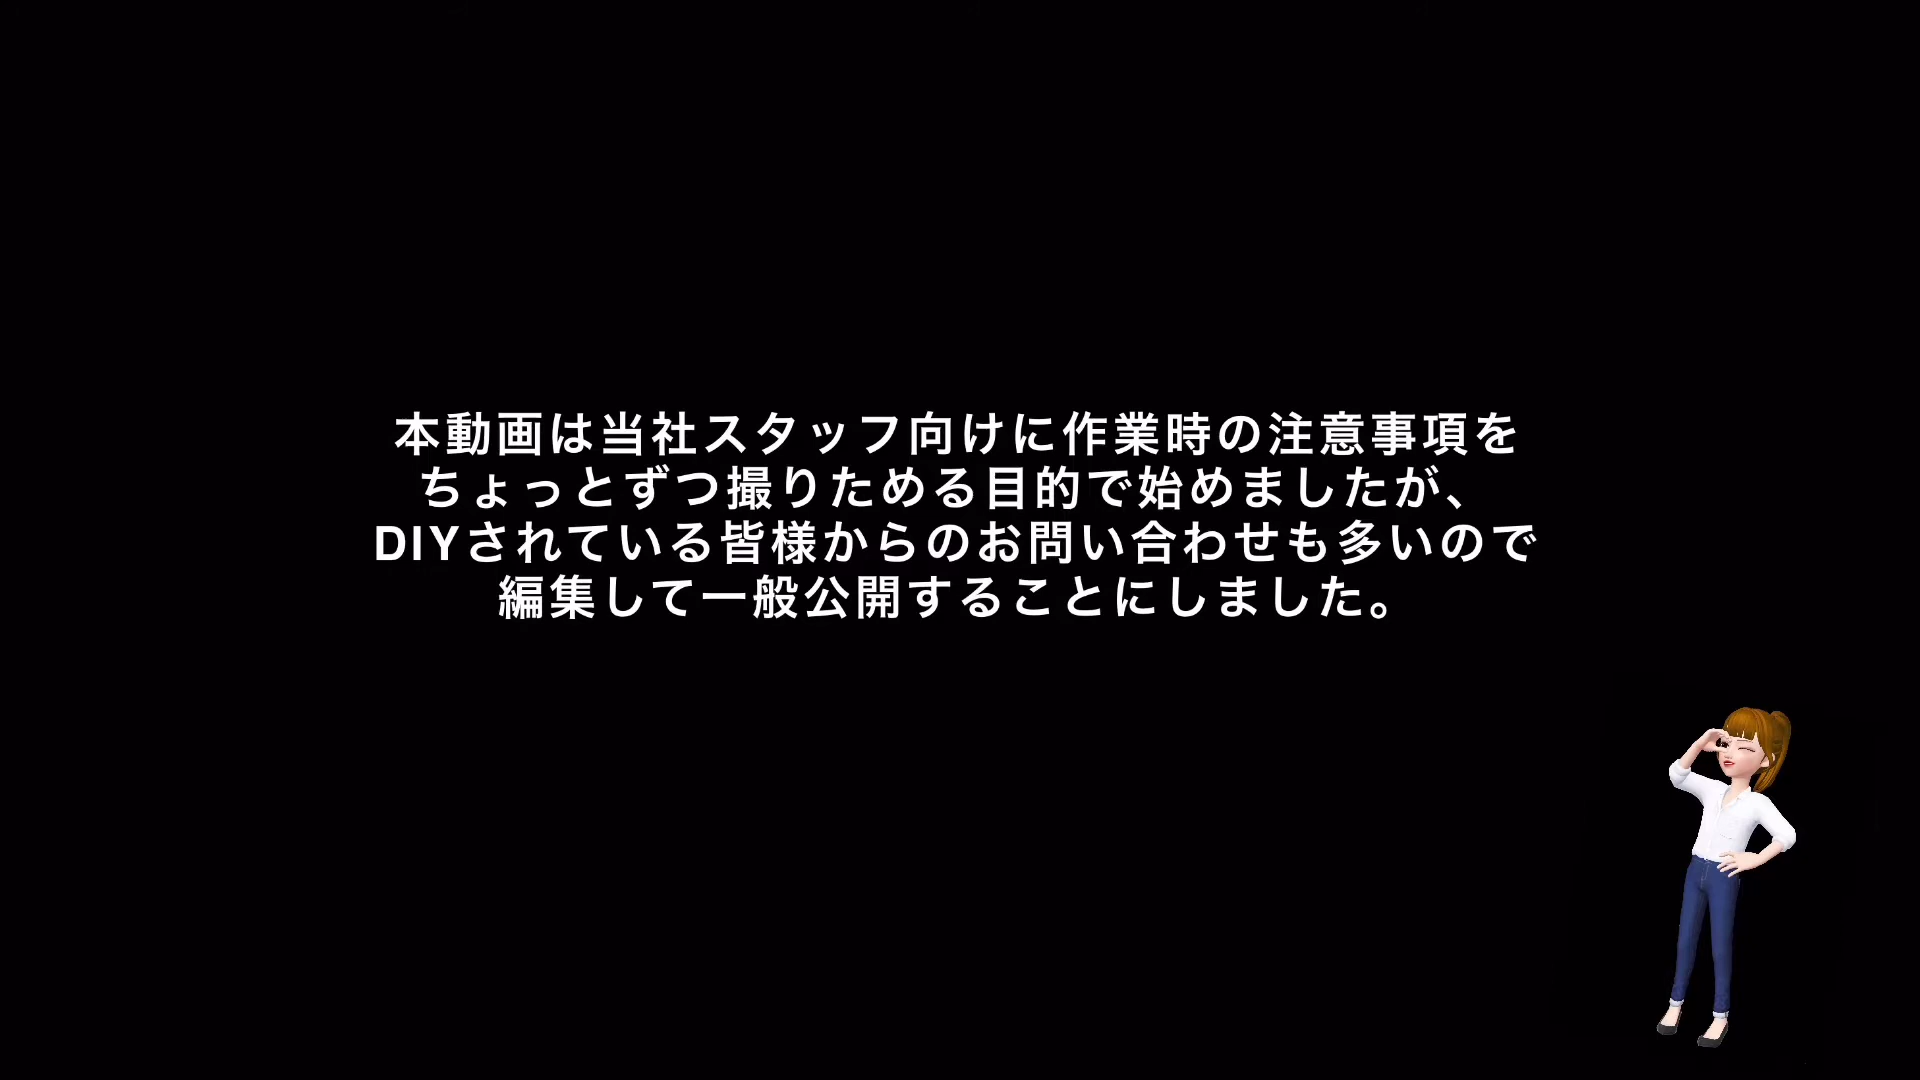 本動画は当社スタッフ向けに作業時の注意事項を
ちょっとずつ撮りためる目的で始めましたが、
DIYされている皆様からのお問い合わせも多いので
編集して一般公開することにしました。